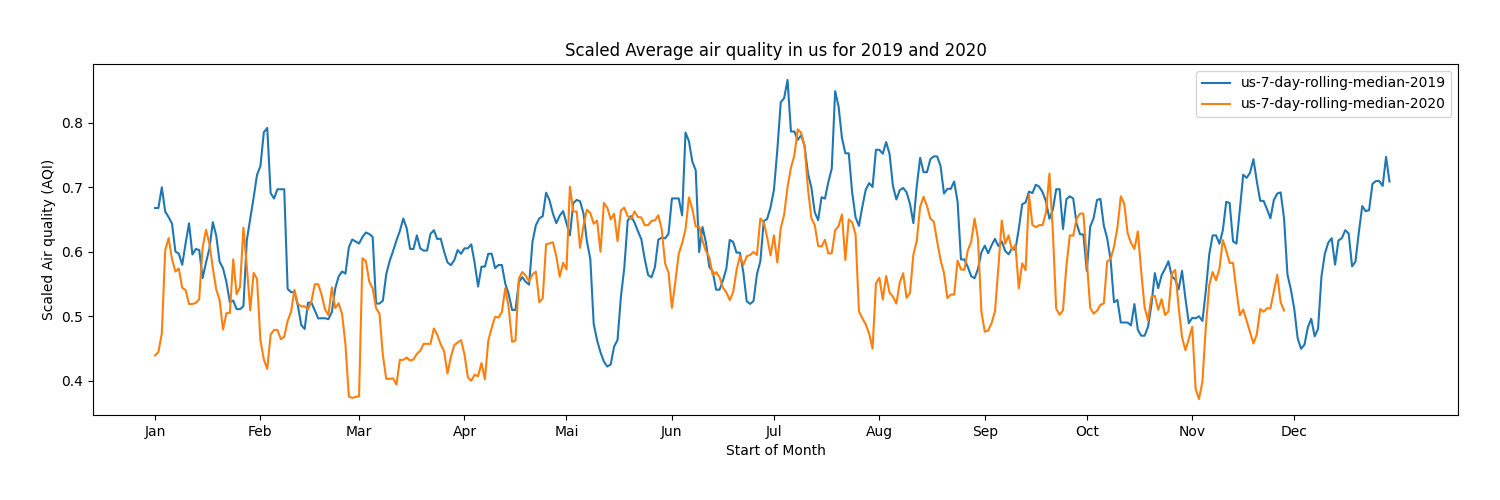 Scaled Average air quality in us for 2019 and 2020
us-7-day-rolling-median-2019
us-7-day-rolling-median-2020
Scaled Air quality (AQI)
0.8
0.7
0.6
0.5
0.4
Jan Feb Mar Apr Mai Jun Jul Aug Sep Oct Nov Dec
Start of Month